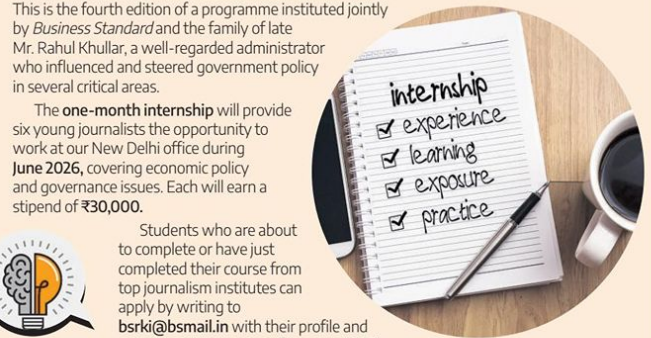 This is the fourth edition of a programme instituted jointly
by Business Standard and the family of late
Mr. Rahul Khullar, a well-regarded administrator
who influenced and steered government policy
in several critical areas.
The one-month internship will provide
six young journalists the opportunity to
work at our New Delhi office during
June 2026, covering economic policy
and governance issues. Each will earn a
stipend of ₹30,000.
Students who are about
to complete or have just
completed their course from
top journalism institutes can
apply by writing to
bsrki@bsmail.in with their profile and
internship
experience
learning
exposure
practice